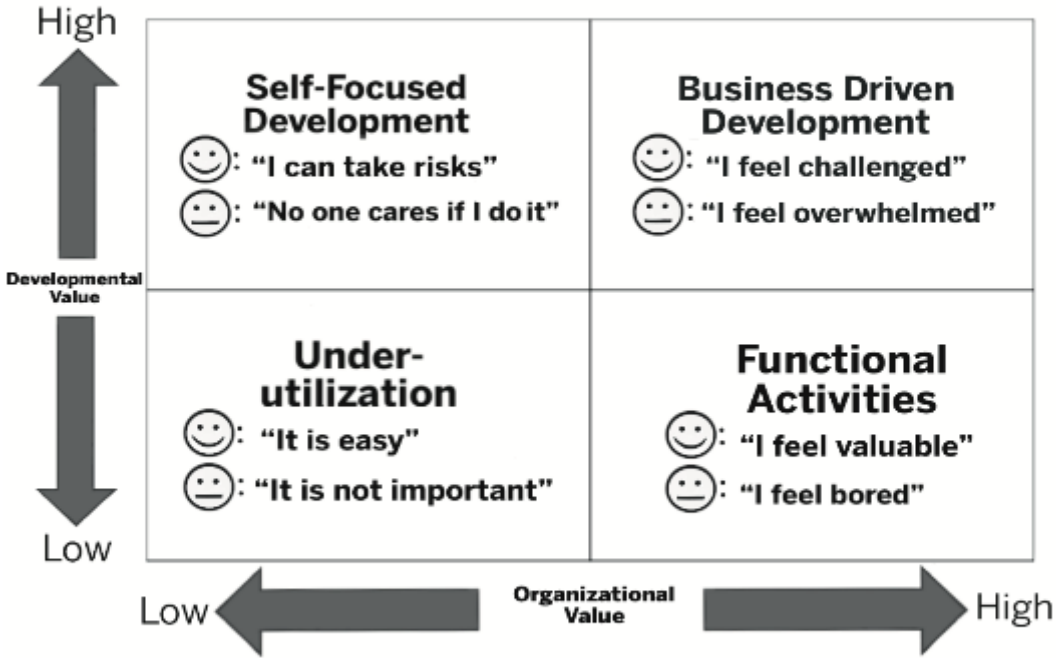 High
Self-Focused
Development
: “I can take risks”
: “No one cares if I do it”
Business Driven
Development
: “I feel challenged”
: “I feel overwhelmed”
Developmental
Value
Under-
utilization
: “It is easy”
: “It is not important”
Functional
Activities
: “I feel valuable”
: “I feel bored”
Low
Low
Organizational
Value
High